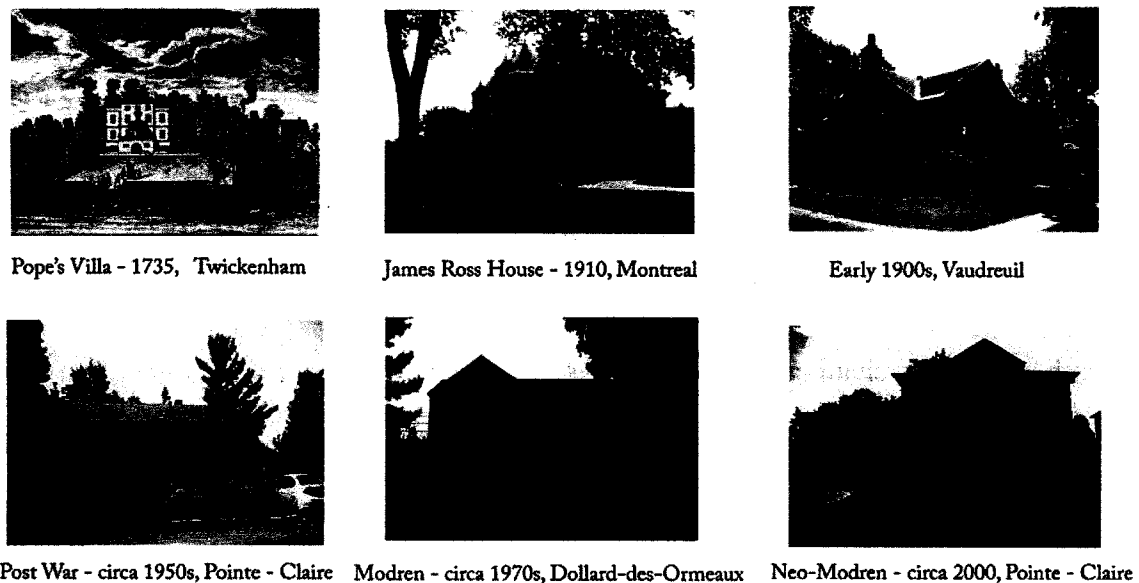 Pope's Villa - 1735, Twickenham
James Ross House - 1910, Montreal
Early 1900s, Vaudreuil
Post War - circa 1950s, Pointe - Claire
Modren - circa 1970s, Dollard-des-Ormeaux
Neo-Modren - circa 2000, Pointe - Claire